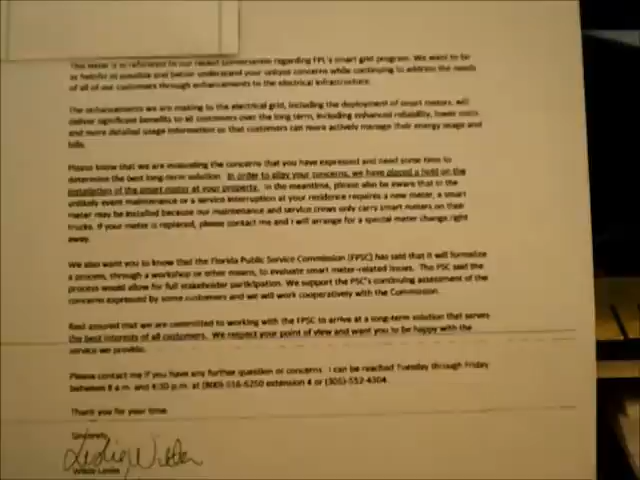 This letter is in reference to our recent conversation regarding FPL's smart grid program. We want to be
as helpful as possible and better understand your unique concerns while continuing to address the needs
of all of our customers through enhancements to the electrical infrastructure.
The enhancements we are making to the electrical grid, including the deployment of smart meters, will
deliver significant benefits to all customers over the long term, including enhanced reliability, lower costs
and more detailed usage information so that customers can more actively manage their energy usage and
bills.
Please know that we are evaluating the concerns that you have expressed and need some time to
determine the best long-term solution. In order to allay your concerns, we have placed a hold on the
installation of the smart meter at your property. In the meantime, please also be aware that in the
unlikely event maintenance or a service interruption at your residence requires a new meter, a smart
meter may be installed because our maintenance and service crews only carry smart meters on their
trucks. If your meter is replaced, please contact me and I will arrange for a special meter change right
away.
We also want you to know that the Florida Public Service Commission (FPSC) has said that it will formalize
a process, through a workshop or other means, to evaluate smart meter-related issues. The PSC said the
process would allow for full stakeholder participation. We support the PSC's continuing assessment of the
concerns expressed by some customers and we will work cooperatively with the Commission.
Rest assured that we are committed to working with the FPSC to arrive at a long-term solution that serves
the best interests of all customers. We respect your point of view and want you to be happy with the
service we provide.
Please contact me if you have any further question or concerns. I can be reached Tuesday through Friday
between 8 a.m. and 4:30 p.m. at (800)-516-6250 extension 4 or (305)-552-4304.
Thank you for your time.
Sincerely,